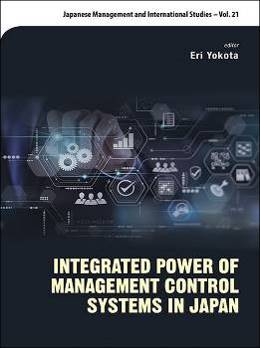 Japanese Management and International Studies – Vol. 21
editor
Eri Yokota
INTEGRATED POWER OF
MANAGEMENT CONTROL
SYSTEMS IN JAPAN